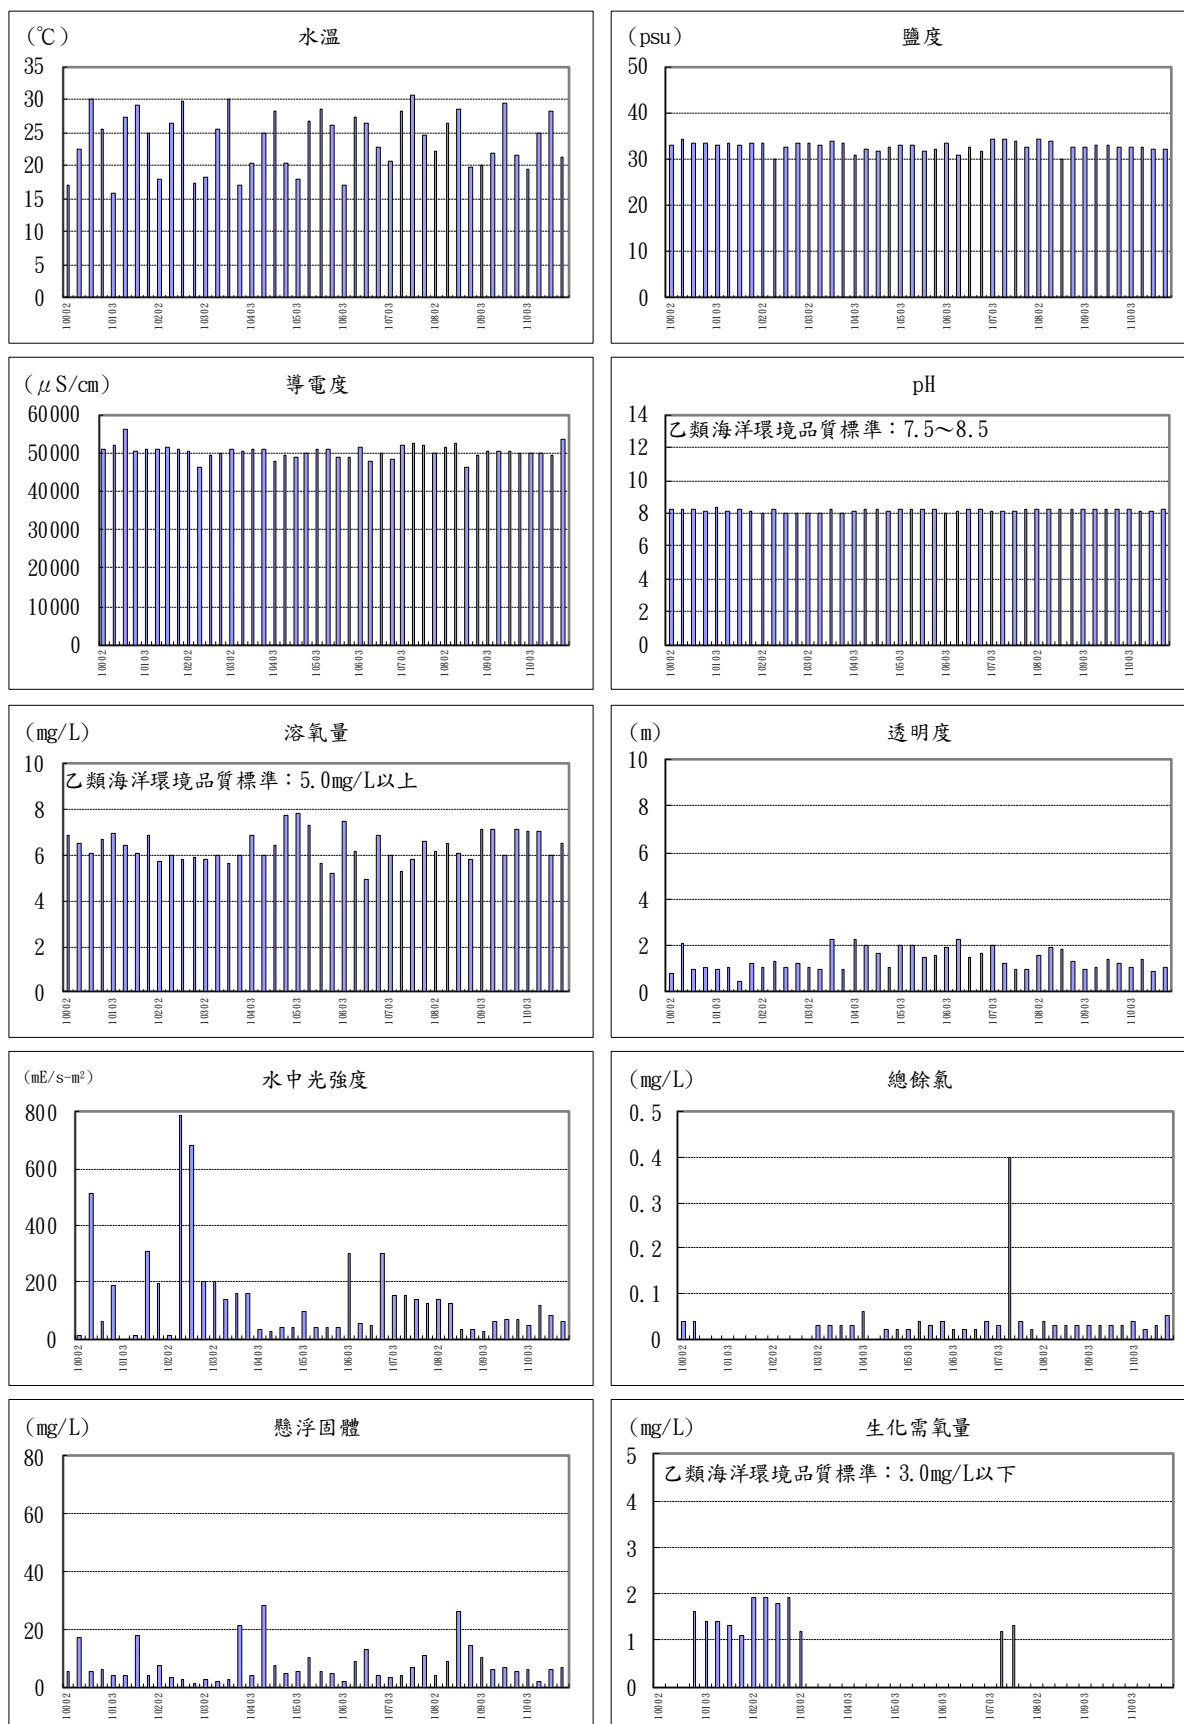 (℃) 水溫
35
30
25
20
15
10
5
0
10002 10103 10202 10302 10403 10503 10603 10703 10802 10903 11003
(psu) 鹽度
50
40
30
20
10
0
10002 10103 10202 10302 10403 10503 10603 10703 10802 10903 11003
(μS/cm) 導電度
60000
50000
40000
30000
20000
10000
0
10002 10103 10202 10302 10403 10503 10603 10703 10802 10903 11003
pH
乙類海洋環境品質標準：7.5～8.5
14
12
10
8
6
4
2
0
10002 10103 10202 10302 10403 10503 10603 10703 10802 10903 11003
(mg/L) 溶氧量
乙類海洋環境品質標準：5.0mg/L以上
10
8
6
4
2
0
10002 10103 10202 10302 10403 10503 10603 10703 10802 10903 11003
(m) 透明度
10
8
6
4
2
0
10002 10103 10202 10302 10403 10503 10603 10703 10802 10903 11003
(mE/s-m²) 水中光強度
800
600
400
200
0
10002 10103 10202 10302 10403 10503 10603 10703 10802 10903 11003
(mg/L) 總餘氯
0.5
0.4
0.3
0.2
0.1
0
10002 10103 10202 10302 10403 10503 10603 10703 10802 10903 11003
(mg/L) 懸浮固體
80
60
40
20
0
10002 10103 10202 10302 10403 10503 10603 10703 10802 10903 11003
(mg/L) 生化需氧量
乙類海洋環境品質標準：3.0mg/L以下
5
4
3
2
1
0
10002 10103 10202 10302 10403 10503 10603 10703 10802 10903 11003